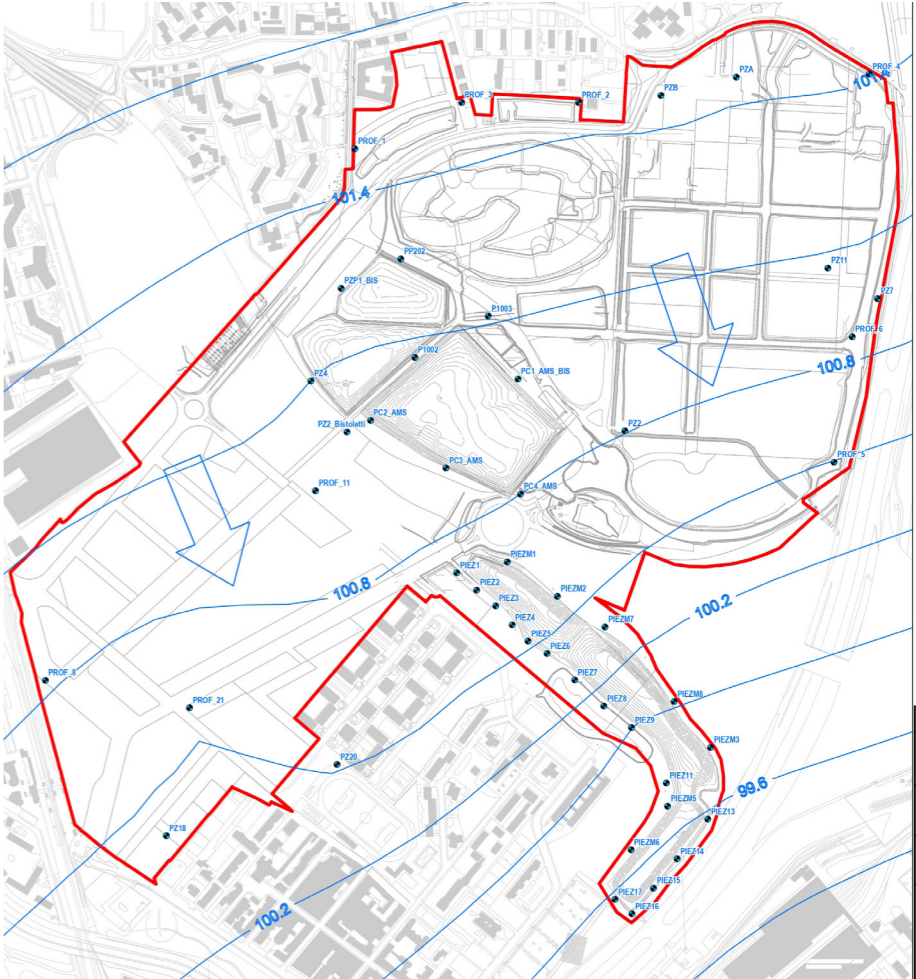 PROF_4
101.4
PZA
PZB
PROF_3
PROF_2
PROF_1
101.4
PP202
PZ11
PZP1_BIS
PZ7
P1003
PROF_6
P1002
100.8
PC1_AMS_BIS
PZ4
PC2_AMS
PZ2_Bistoletti
PZ2
PC3_AMS
PROF_5
PROF_11
PC4_AMS
PIEZM1
PIEZ1
100.8
PIEZ2
PIEZM2
PIEZ3
100.2
PIEZ4
PIEZM7
PIEZ5
PIEZ6
PIEZ7
PROF_21
PIEZM8
PIEZ8
PIEZ9
PIEZM3
PZ20
PIEZ11
99.6
PIEZM5
PIEZ13
PZ18
PIEZM6
PIEZ14
PIEZ15
PIEZ17
PIEZ16
100.2